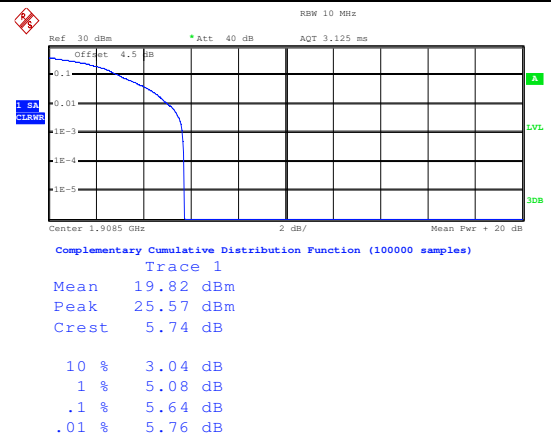 R S
RBW 10 MHz
Ref 30 dBm *Att 40 dB AQT 3.125 ms
Offset 4.5 dB
0.1
A
0.01
1 SA
CLRWR
1E-3
LVL
1E-4
1E-5
3DB
Center 1.9085 GHz 2 dB/ Mean Pwr + 20 dB
Complementary Cumulative Distribution Function (100000 samples)
Trace 1
Mean 19.82 dBm
Peak 25.57 dBm
Crest 5.74 dB
10 % 3.04 dB
1 % 5.08 dB
.1 % 5.64 dB
.01 % 5.76 dB